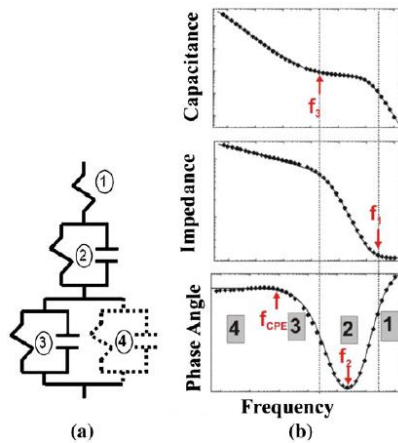 Capacitance
f3
Impedance
f1
Phase Angle
4
fCPE
3
2
f2
1
Frequency
1
2
3
4
(a)
(b)